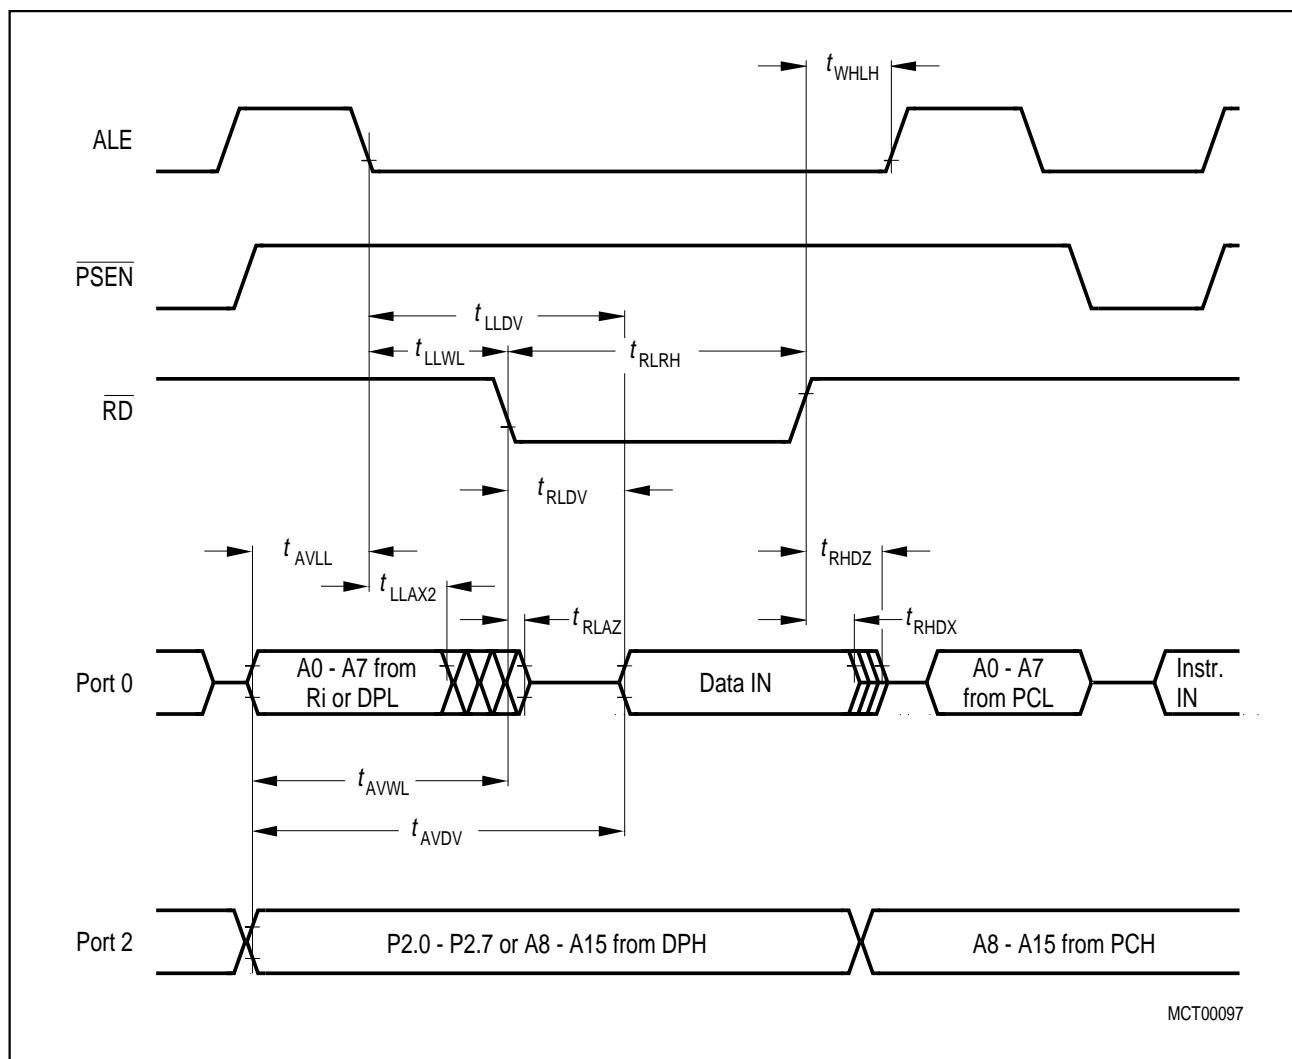 t WHLH
ALE
PSEN
t LLDV
t LLWL
t RLRH
RD
t RLDV
t AVLL
t RHDZ
t LLAX2
t RLAZ
t RHDX
Port 0
A0 - A7 from
Ri or DPL
Data IN
A0 - A7
from PCL
Instr.
IN
t AVWL
t AVDV
Port 2
P2.0 - P2.7 or A8 - A15 from DPH
A8 - A15 from PCH
MCT00097